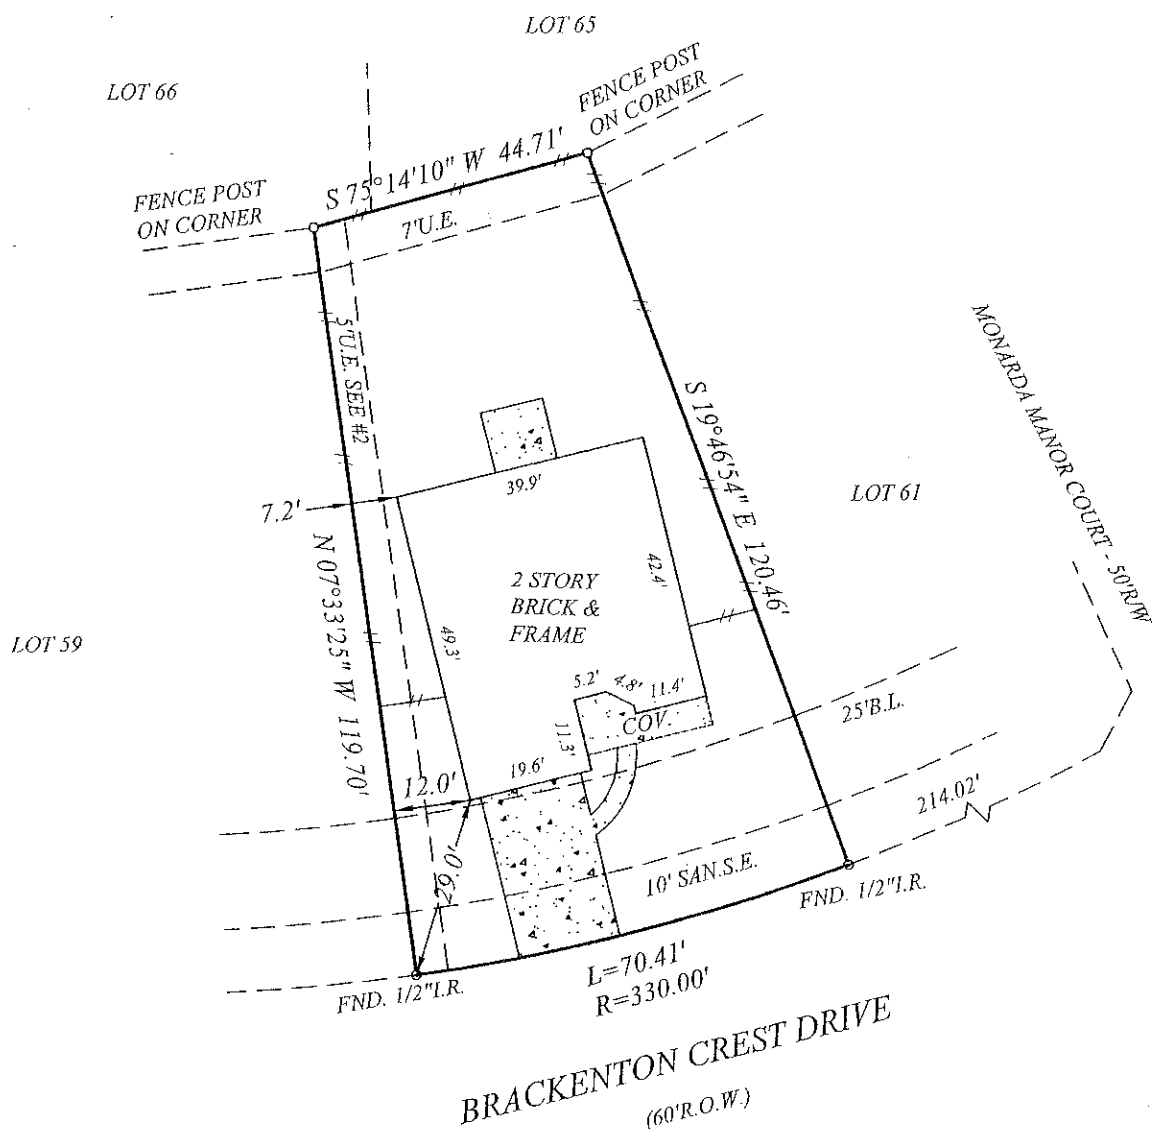 LOT 65
LOT 66
FENCE POST
ON CORNER
S 75°14'10" W 44.71'
FENCE POST
ON CORNER
7'U.E.
5'U.E. SEE #2
MONARDA MANOR COURT - 50'R/W
S 19°46'54" E 120.46'
LOT 61
39.9'
7.2'
N 07°33'25" W 119.70'
2 STORY
BRICK &
FRAME
42.4'
49.3'
LOT 59
5.2'
4.8'
11.4'
COV.
11.3'
25'B.L.
19.6'
12.0'
214.02'
29.0'
10' SAN.S.E.
FND. 1/2"I.R.
FND. 1/2"I.R.
L=70.41'
R=330.00'
BRACKENTON CREST DRIVE
(60'R.O.W.)